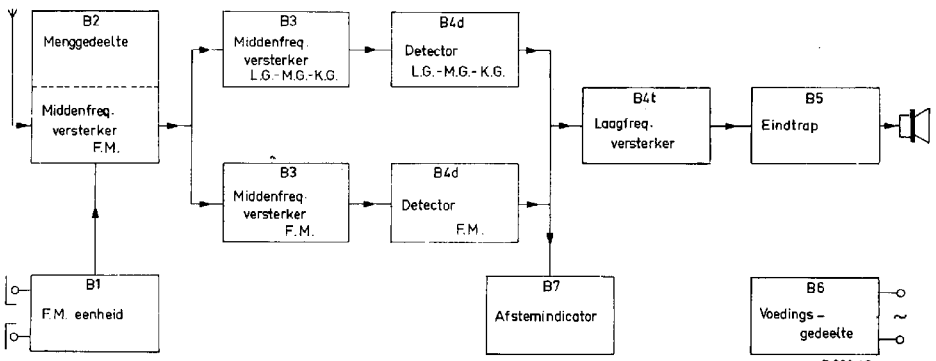 B2
Menggedeelte
Middenfreq.
versterker
F.M.
B3
Middenfreq.
versterker
L.G.-M.G.-K.G.
B4d
Detector
L.G.-M.G.-K.G.
B4t
Laagfreq.
versterker
B5
Eindtrap
B3
Middenfreq.
versterker
F.M.
B4d
Detector
F.M.
B1
F.M. eenheid
B7
Afstemindicator
B6
Voedings-
gedeelte
~